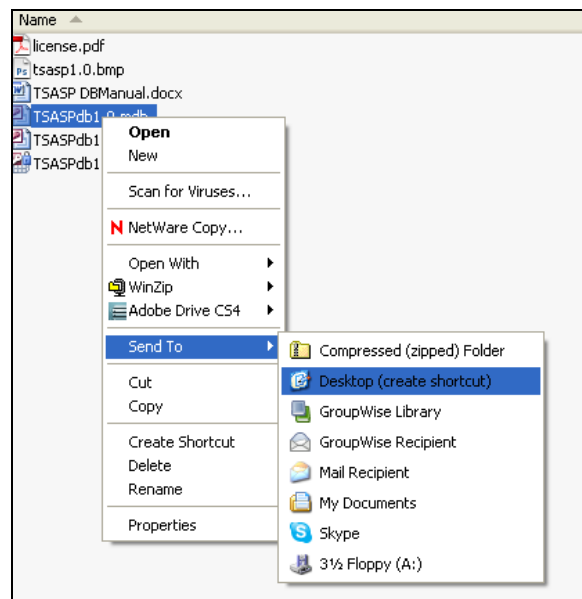 Name
license.pdf
tsasp1.0.bmp
TSASP DBManual.docx
TSASPdb1.0.mdb
TSASPdb1
TSASPdb1
Open
New
Scan for Viruses...
NetWare Copy...
Open With
WinZip
Adobe Drive CS4
Send To
Cut
Copy
Create Shortcut
Delete
Rename
Properties
Compressed (zipped) Folder
Desktop (create shortcut)
GroupWise Library
GroupWise Recipient
Mail Recipient
My Documents
Skype
3½ Floppy (A:)